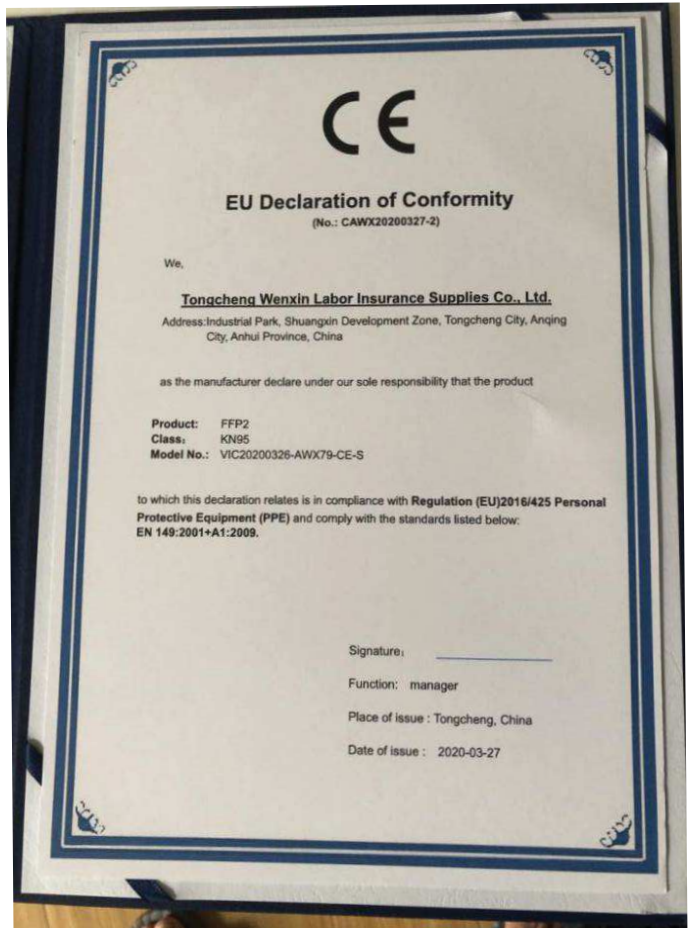 CE
EU Declaration of Conformity
(No.: CAWX20200327-2)
We,
Tongcheng Wenxin Labor Insurance Supplies Co., Ltd.
Address:Industrial Park, Shuangxin Development Zone, Tongcheng City, Anqing
City, Anhui Province, China
as the manufacturer declare under our sole responsibility that the product
Product: FFP2
Class: KN95
Model No.: VIC20200326-AWX79-CE-S
to which this declaration relates is in compliance with Regulation (EU)2016/425 Personal
Protective Equipment (PPE) and comply with the standards listed below:
EN 149:2001+A1:2009.
Signature:
Function: manager
Place of issue : Tongcheng, China
Date of issue : 2020-03-27